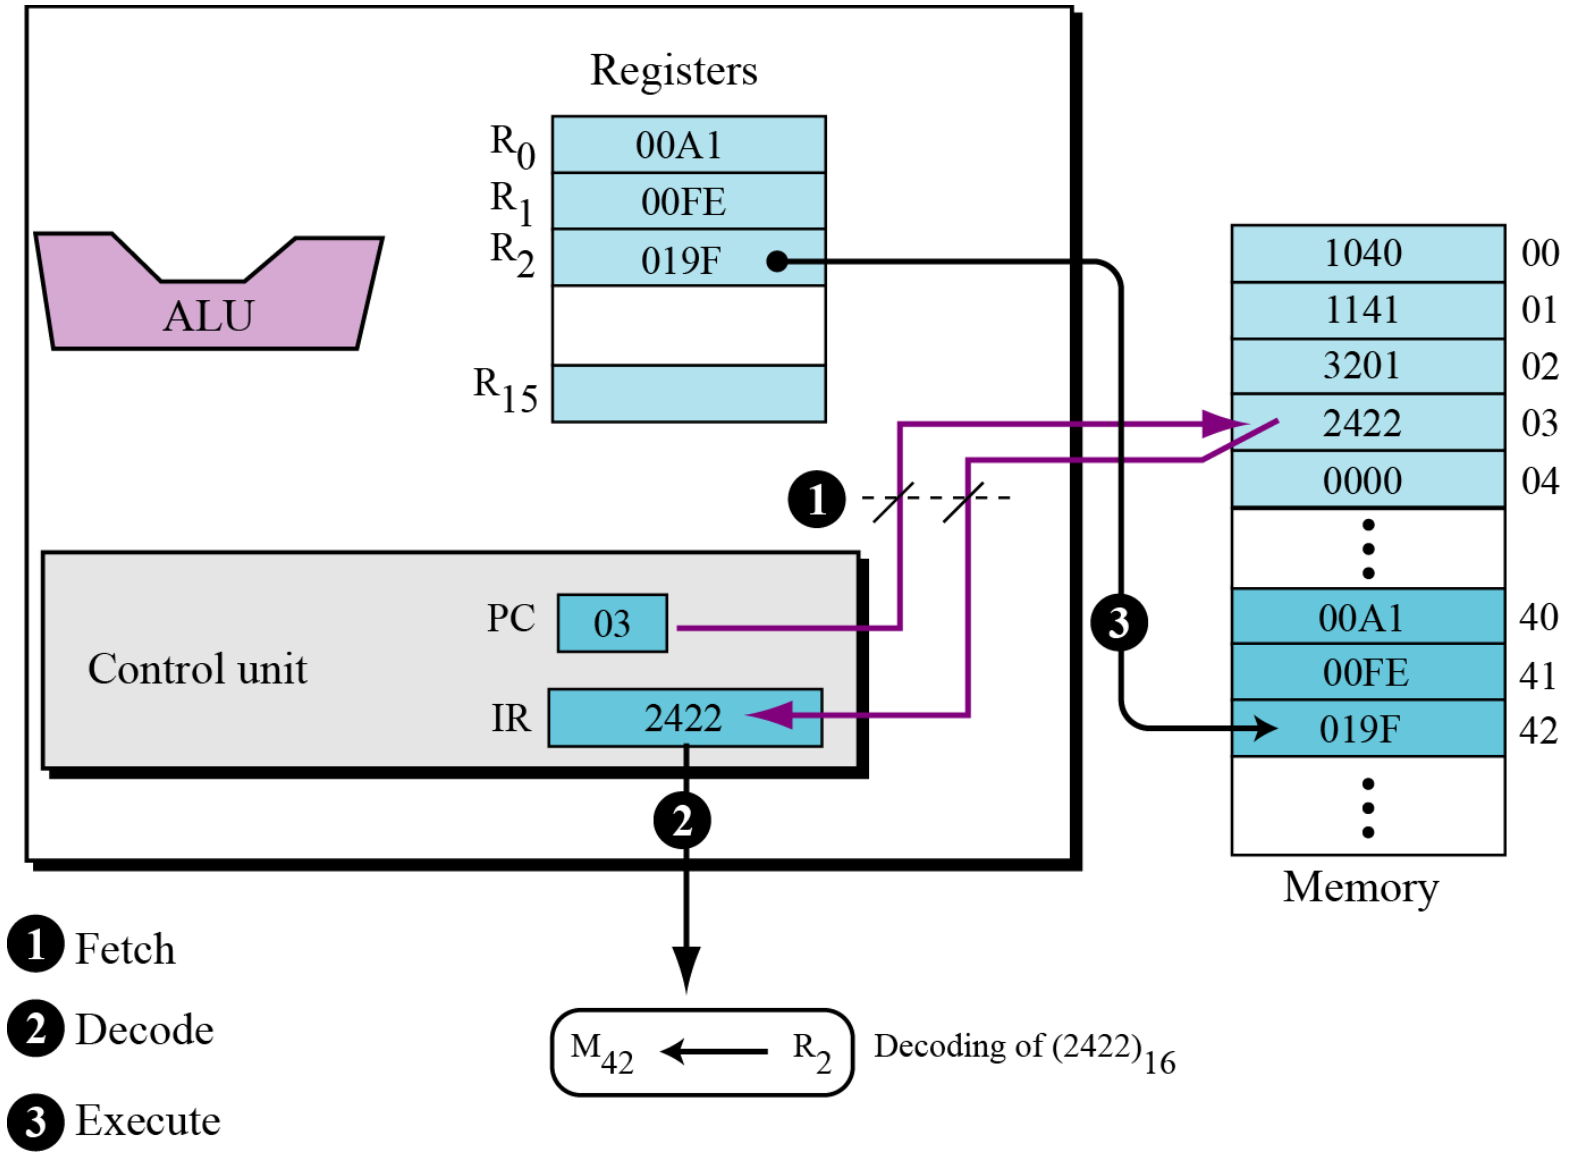 Registers
R0 00A1
R1 00FE
R2 019F
R15
ALU
1040 00
1141 01
3201 02
2422 03
0000 04
00A1 40
00FE 41
019F 42
Memory
1
3
Control unit
PC 03
IR 2422
2
1 Fetch
2 Decode
3 Execute
M42 R2 Decoding of (2422)16